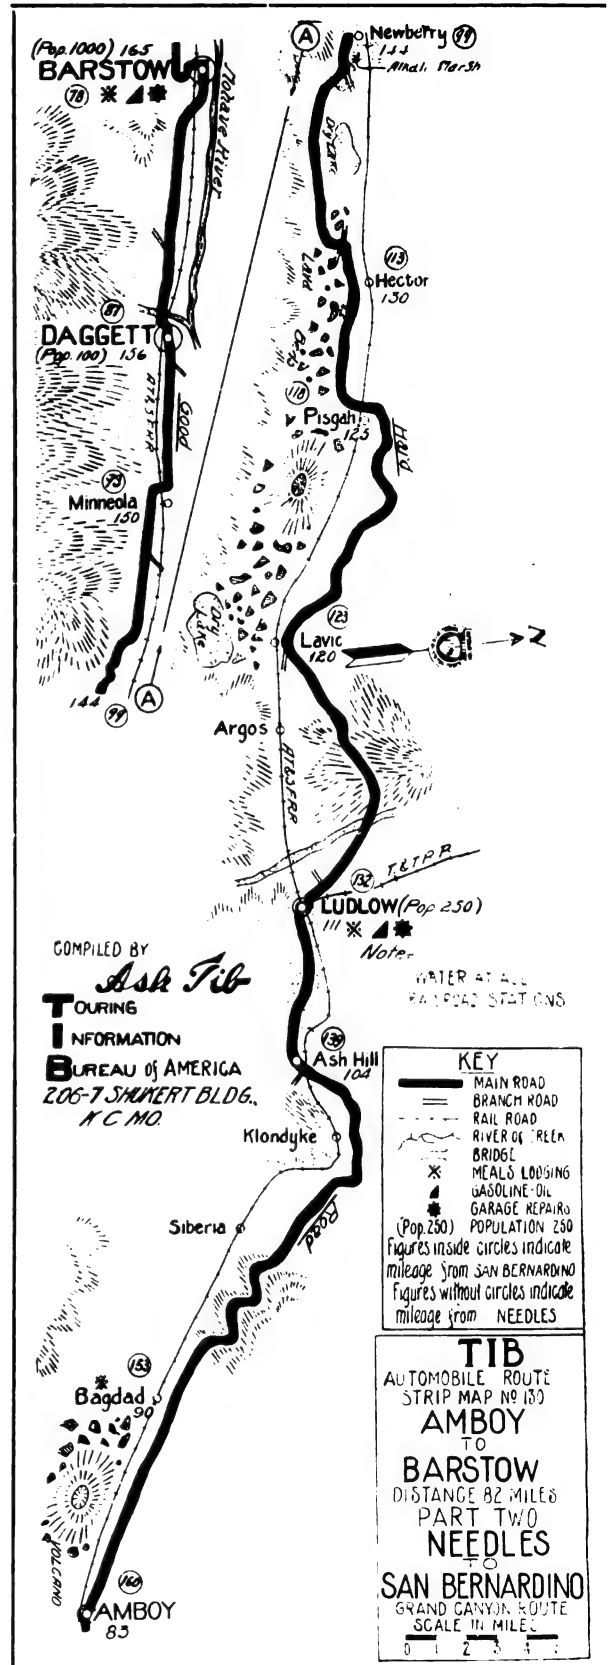 (Pop. 1000) 165
BARSTOW
78
Mohave River
87
DAGGETT
(Pop. 100) 156
AT&SFRR
Good
93
Minneola
150
144
99
A
A
Newberry 99
144
Alkali Marsh
Dry Lake
113
Hector
130
Lava
118
Pisgah
125
Hard
Dry Lake
123
Lavic
120
N
Argos
AT&SFRR
132
T&TRR
LUDLOW (Pop 250)
111
Note-
WATER AT ALL
RAILROAD STATIONS
COMPILED BY
Ask Tib
TOURING
INFORMATION
BUREAU of AMERICA
206-7 SHUKERT BLDG.,
K C MO.
139
Ash Hill
104
Klondyke
Siberia
Road
153
Bagdad
90
VOLCANO
160
AMBOY
83
KEY
MAIN ROAD
BRANCH ROAD
RAIL ROAD
RIVER or CREEK
BRIDGE
MEALS LODGING
GASOLINE-OIL
GARAGE REPAIRS
(Pop. 250) POPULATION 250
Figures inside circles indicate
mileage from SAN BERNARDINO
Figures without circles indicate
mileage from NEEDLES
TIB
AUTOMOBILE ROUTE
STRIP MAP Nº 130
AMBOY
TO
BARSTOW
DISTANCE 82 MILES
PART TWO
NEEDLES
TO
SAN BERNARDINO
GRAND CANYON ROUTE
SCALE IN MILES
0 1 2 3 4